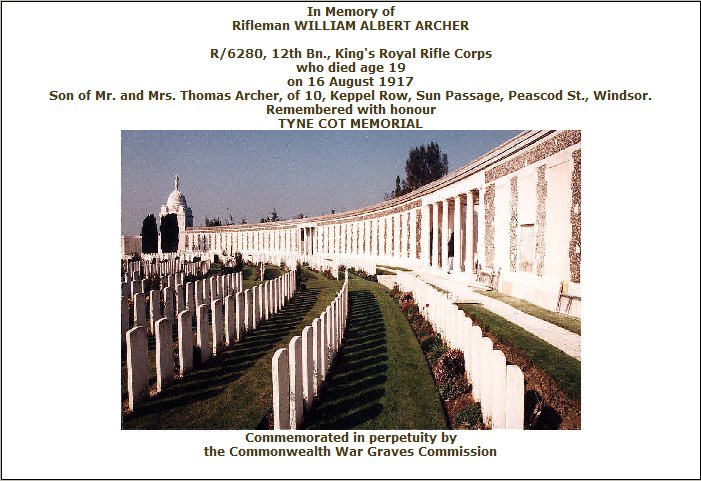 In Memory of
Rifleman WILLIAM ALBERT ARCHER
R/6280, 12th Bn., King's Royal Rifle Corps
who died age 19
on 16 August 1917
Son of Mr. and Mrs. Thomas Archer, of 10, Keppel Row, Sun Passage, Peascod St., Windsor.
Remembered with honour
TYNE COT MEMORIAL
Commemorated in perpetuity by
the Commonwealth War Graves Commission